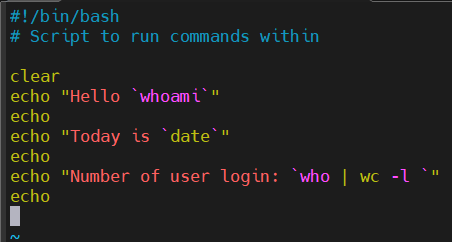 #!/bin/bash
# Script to run commands within
clear
echo "Hello `whoami`"
echo
echo "Today is `date`"
echo
echo "Number of user login: `who | wc -l `"
echo
~